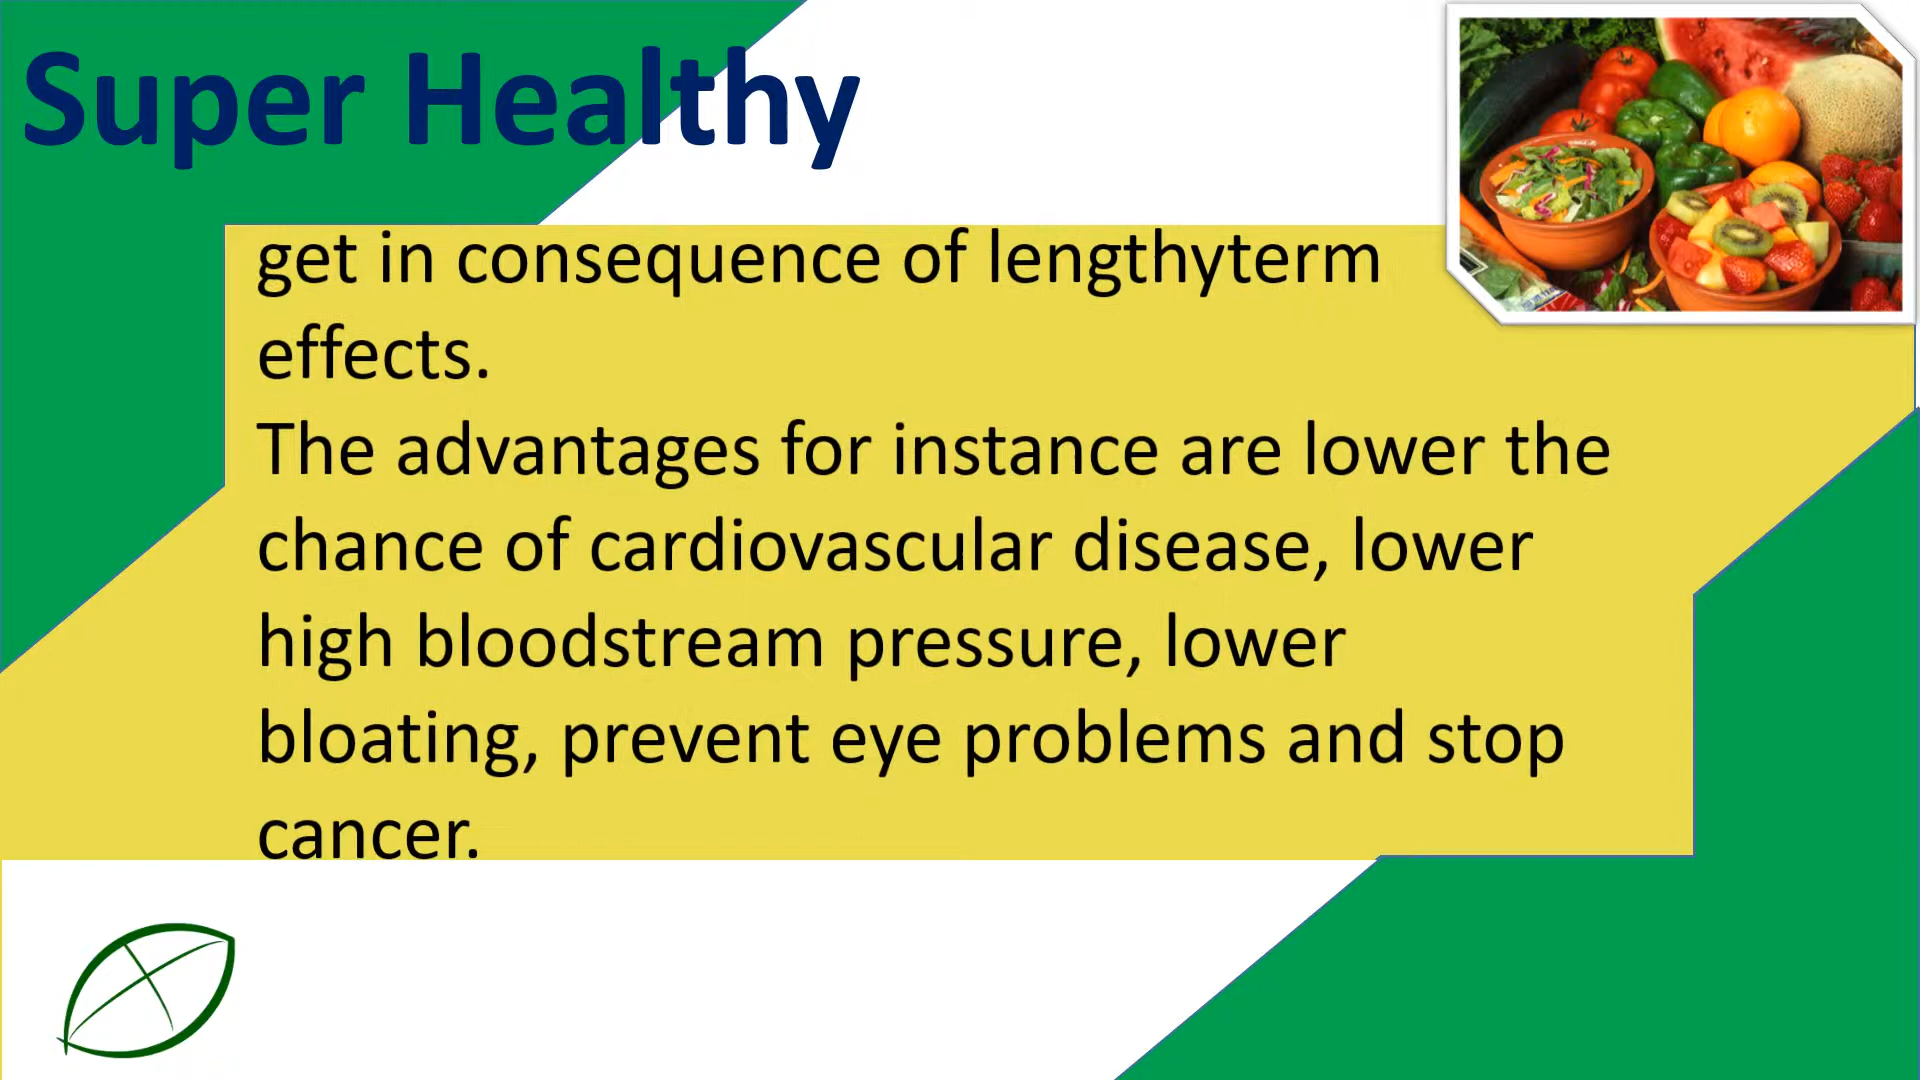 Super Healthy
get in consequence of lengthyterm
effects.
The advantages for instance are lower the
chance of cardiovascular disease, lower
high bloodstream pressure, lower
bloating, prevent eye problems and stop
cancer.